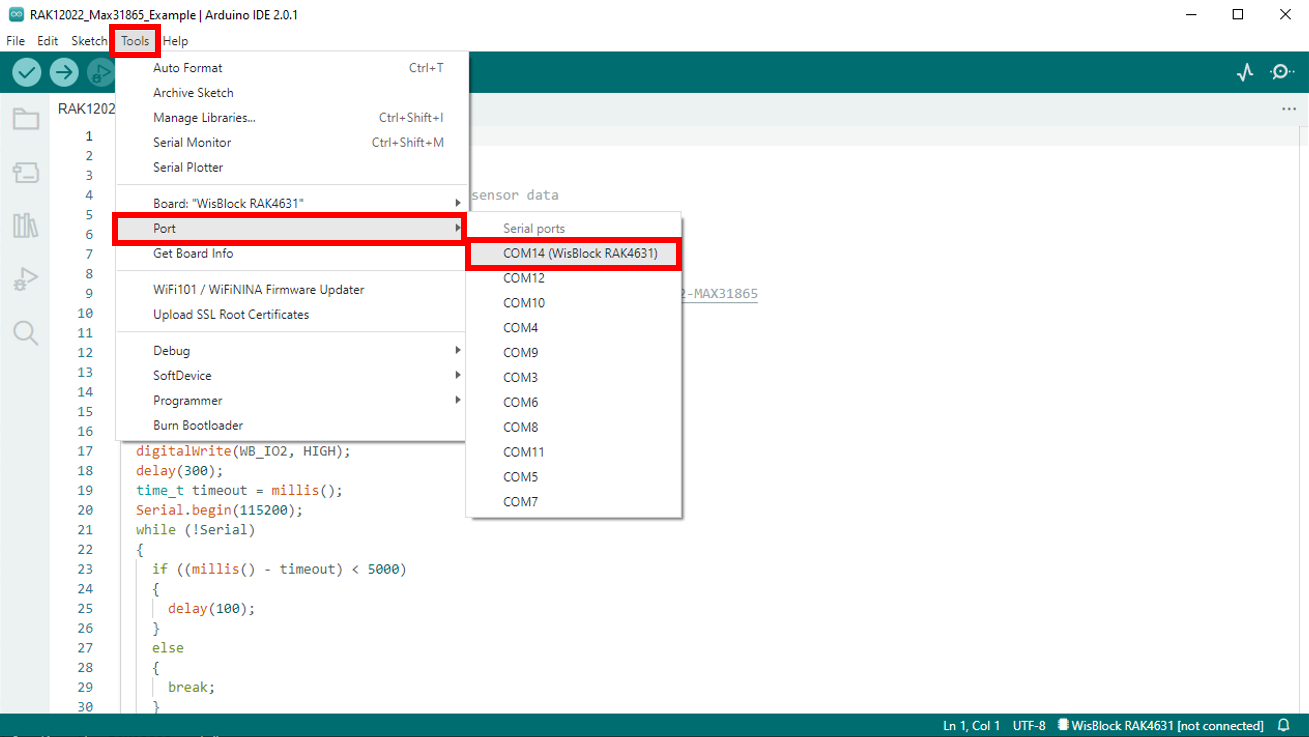 RAK12022_Max31865_Example | Arduino IDE 2.0.1
File Edit Sketch Tools Help
RAK1202
Auto Format Ctrl+T
Archive Sketch
Manage Libraries... Ctrl+Shift+I
Serial Monitor Ctrl+Shift+M
Serial Plotter
Board: "WisBlock RAK4631"
Port
Get Board Info
WiFi101 / WiFiNINA Firmware Updater
Upload SSL Root Certificates
Debug
SoftDevice
Programmer
Burn Bootloader
Serial ports
COM14 (WisBlock RAK4631)
COM12
COM10
COM4
COM9
COM3
COM6
COM8
COM11
COM5
COM7
1
2
3
4 sensor data
5
6
7
8
9 2-MAX31865
10
11
12
13
14
15
16
17 digitalWrite(WB_IO2, HIGH);
18 delay(300);
19 time_t timeout = millis();
20 Serial.begin(115200);
21 while (!Serial)
22 {
23 if ((millis() - timeout) < 5000)
24 {
25 delay(100);
26 }
27 else
28 {
29 break;
30 }
Ln 1, Col 1 UTF-8 WisBlock RAK4631 [not connected]